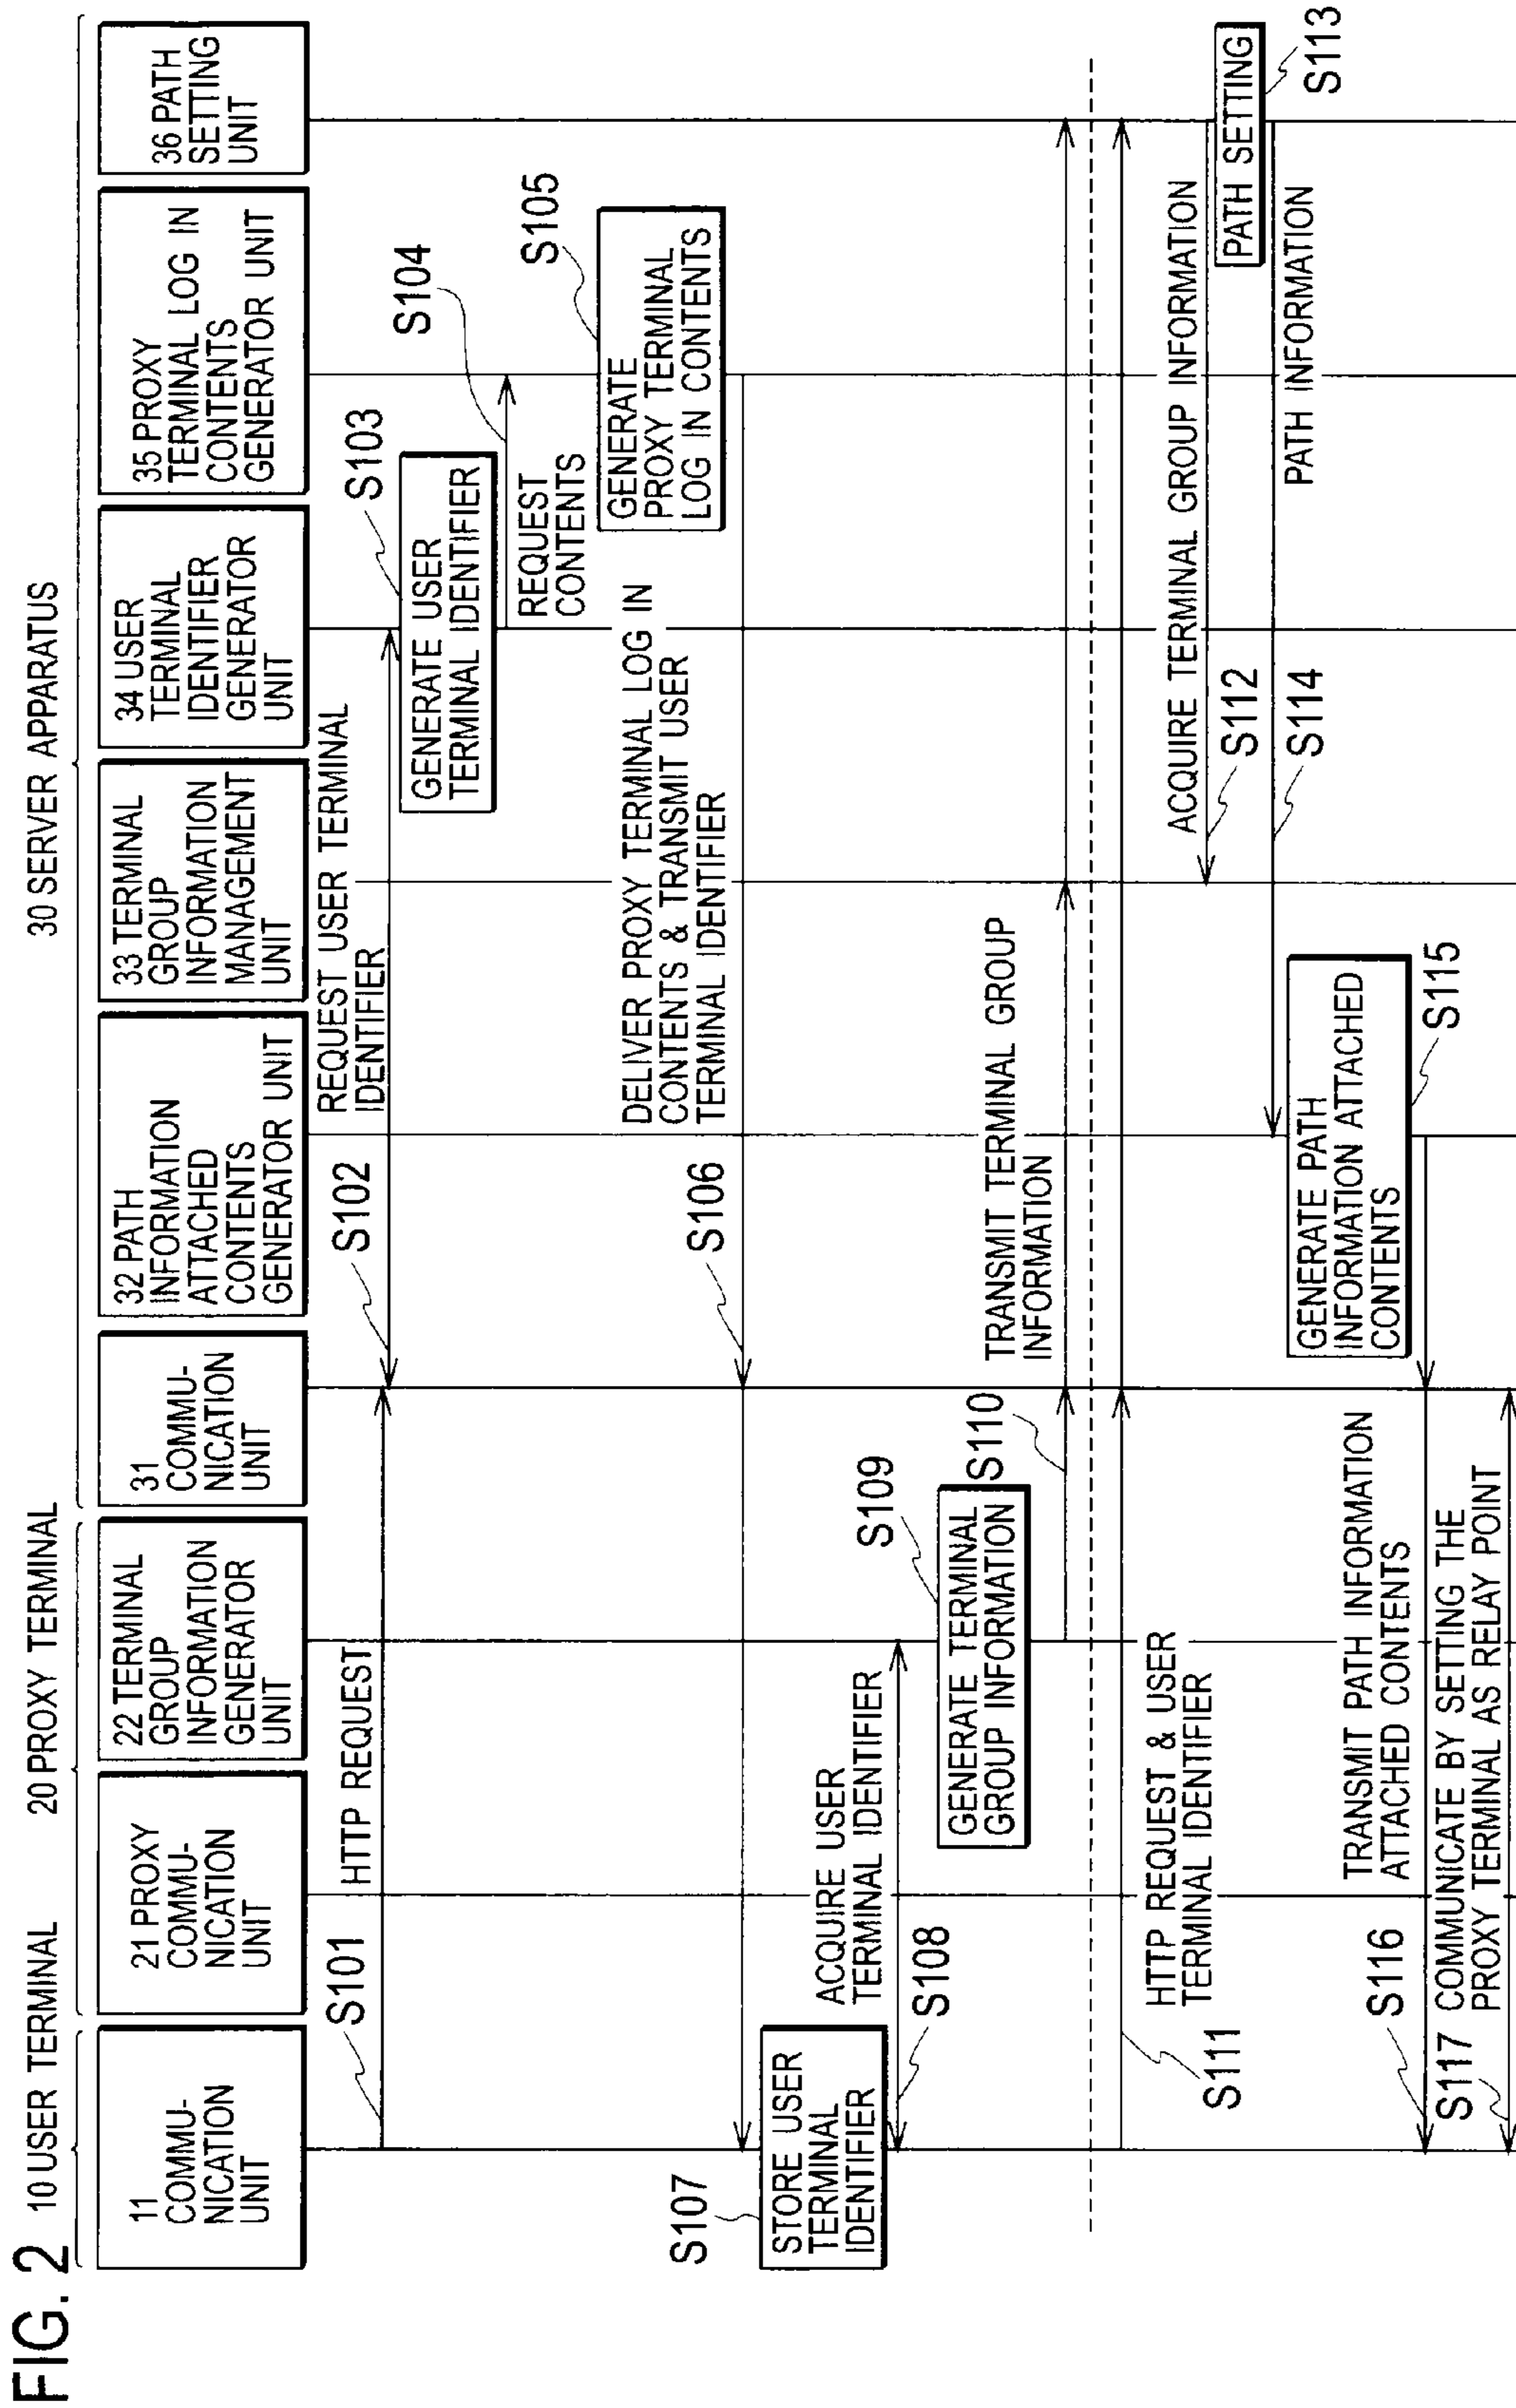 FIG. 2
10 USER TERMINAL
20 PROXY TERMINAL
30 SERVER APPARATUS
11
COMMU-
NICATION
UNIT
21 PROXY
COMMU-
NICATION
UNIT
22 TERMINAL
GROUP
INFORMATION
GENERATOR
UNIT
31
COMMU-
NICATION
UNIT
32 PATH
INFORMATION
ATTACHED
CONTENTS
GENERATOR UNIT
33 TERMINAL
GROUP
INFORMATION
MANAGEMENT
UNIT
34 USER
TERMINAL
IDENTIFIER
GENERATOR
UNIT
35 PROXY
TERMINAL LOG IN
CONTENTS
GENERATOR UNIT
36 PATH
SETTING
UNIT
S101
HTTP REQUEST
S102
REQUEST USER TERMINAL
IDENTIFIER
S103
GENERATE USER
TERMINAL IDENTIFIER
S104
REQUEST
CONTENTS
S105
GENERATE
PROXY TERMINAL
LOG IN CONTENTS
S106
DELIVER PROXY TERMINAL LOG IN
CONTENTS & TRANSMIT USER
TERMINAL IDENTIFIER
S107
STORE USER
TERMINAL
IDENTIFIER
ACQUIRE USER
TERMINAL IDENTIFIER
S108
S109
GENERATE TERMINAL
GROUP INFORMATION
S110
TRANSMIT TERMINAL GROUP
INFORMATION
HTTP REQUEST & USER
TERMINAL IDENTIFIER
S111
ACQUIRE TERMINAL GROUP INFORMATION
S112
PATH SETTING
S113
S114
PATH INFORMATION
GENERATE PATH
INFORMATION ATTACHED
CONTENTS
S115
TRANSMIT PATH INFORMATION
ATTACHED CONTENTS
S116
S117
COMMUNICATE BY SETTING THE
PROXY TERMINAL AS RELAY POINT